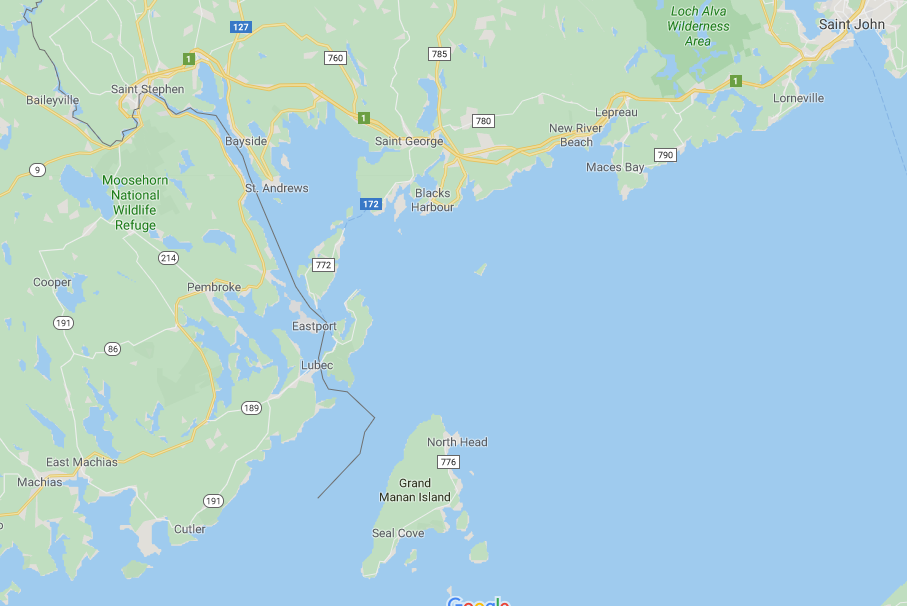 Loch Alva
Wilderness
Area
Saint John
127
760
785
1
1
Saint Stephen
Baileyville
Lorneville
Lepreau
1
780
New River
Beach
Bayside
Saint George
790
9
Maces Bay
Moosehorn
National
Wildlife
Refuge
St. Andrews
Blacks
Harbour
172
214
772
Cooper
Pembroke
191
Eastport
86
Lubec
189
North Head
East Machias
776
Machias
Grand
Manan Island
191
Cutler
Seal Cove
Google